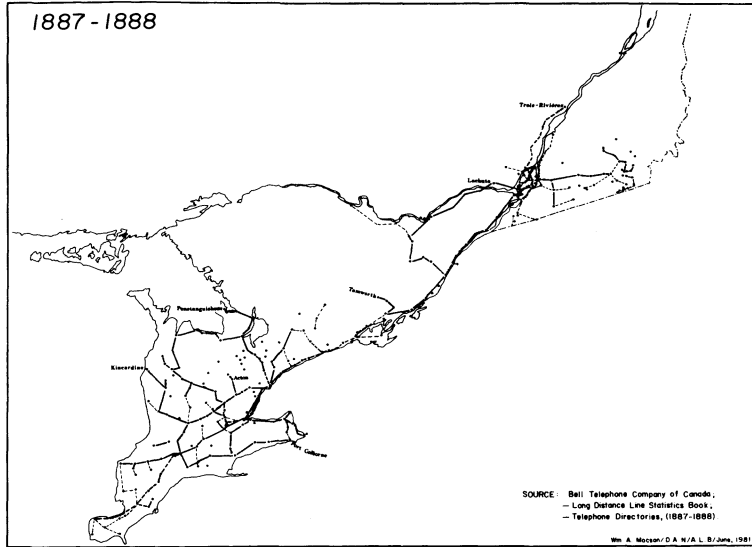 1887-1888
Trois-Rivières
Lachute
Tamworth
Penetanguishene
Kincardine
Acton
Port Colborne
SOURCE: Bell Telephone Company of Canada;
— Long Distance Line Statistics Book;
— Telephone Directories, (1887-1888)
Wm A. Macson/D A N/A L B/June, 1981